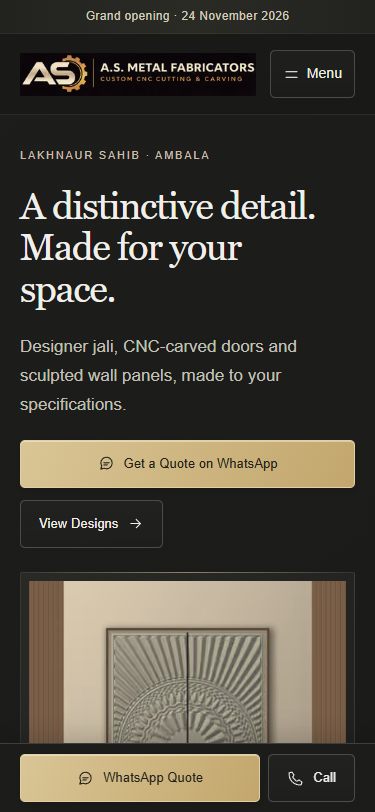 Grand opening · 24 November 2026
AS
A.S. METAL FABRICATORS
CUSTOM CNC CUTTING & CARVING
Menu
LAKHNAUR SAHIB · AMBALA
A distinctive detail.
Made for your
space.
Designer jali, CNC-carved doors and
sculpted wall panels, made to your
specifications.
Get a Quote on WhatsApp
View Designs
WhatsApp Quote
Call